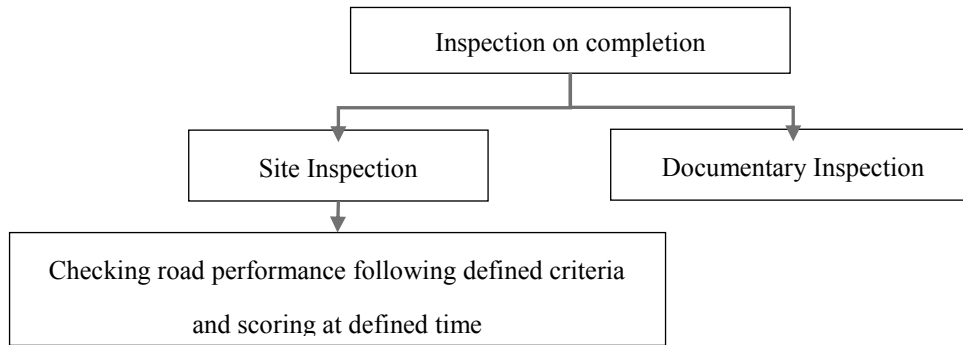 Inspection on completion
Site Inspection
Documentary Inspection
Checking road performance following defined criteria
and scoring at defined time